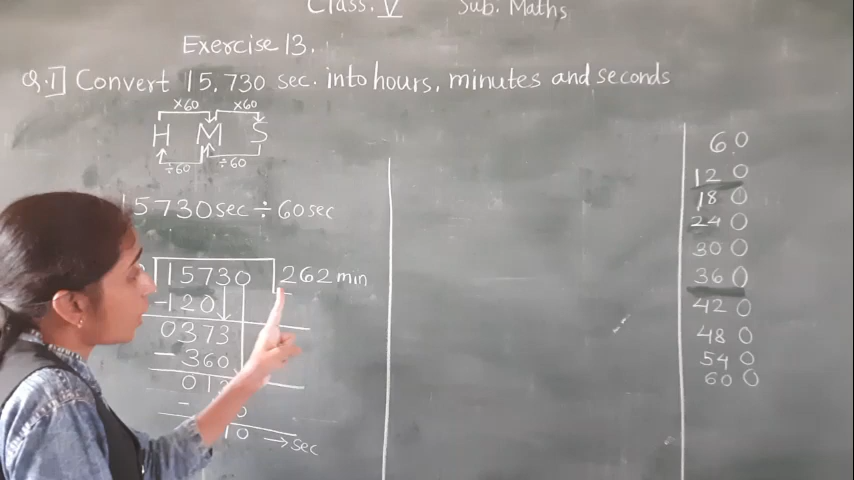 Class. V Sub: Maths
Exercise 13.
Q.1] Convert 15,730 sec. into hours, minutes and seconds
×60 ×60
H M S
÷60 ÷60
15730sec ÷ 60sec
15730 262 min
-120
0373
- 360
01
- 0
10 → sec
60
120
180
240
300
360
420
480
540
600